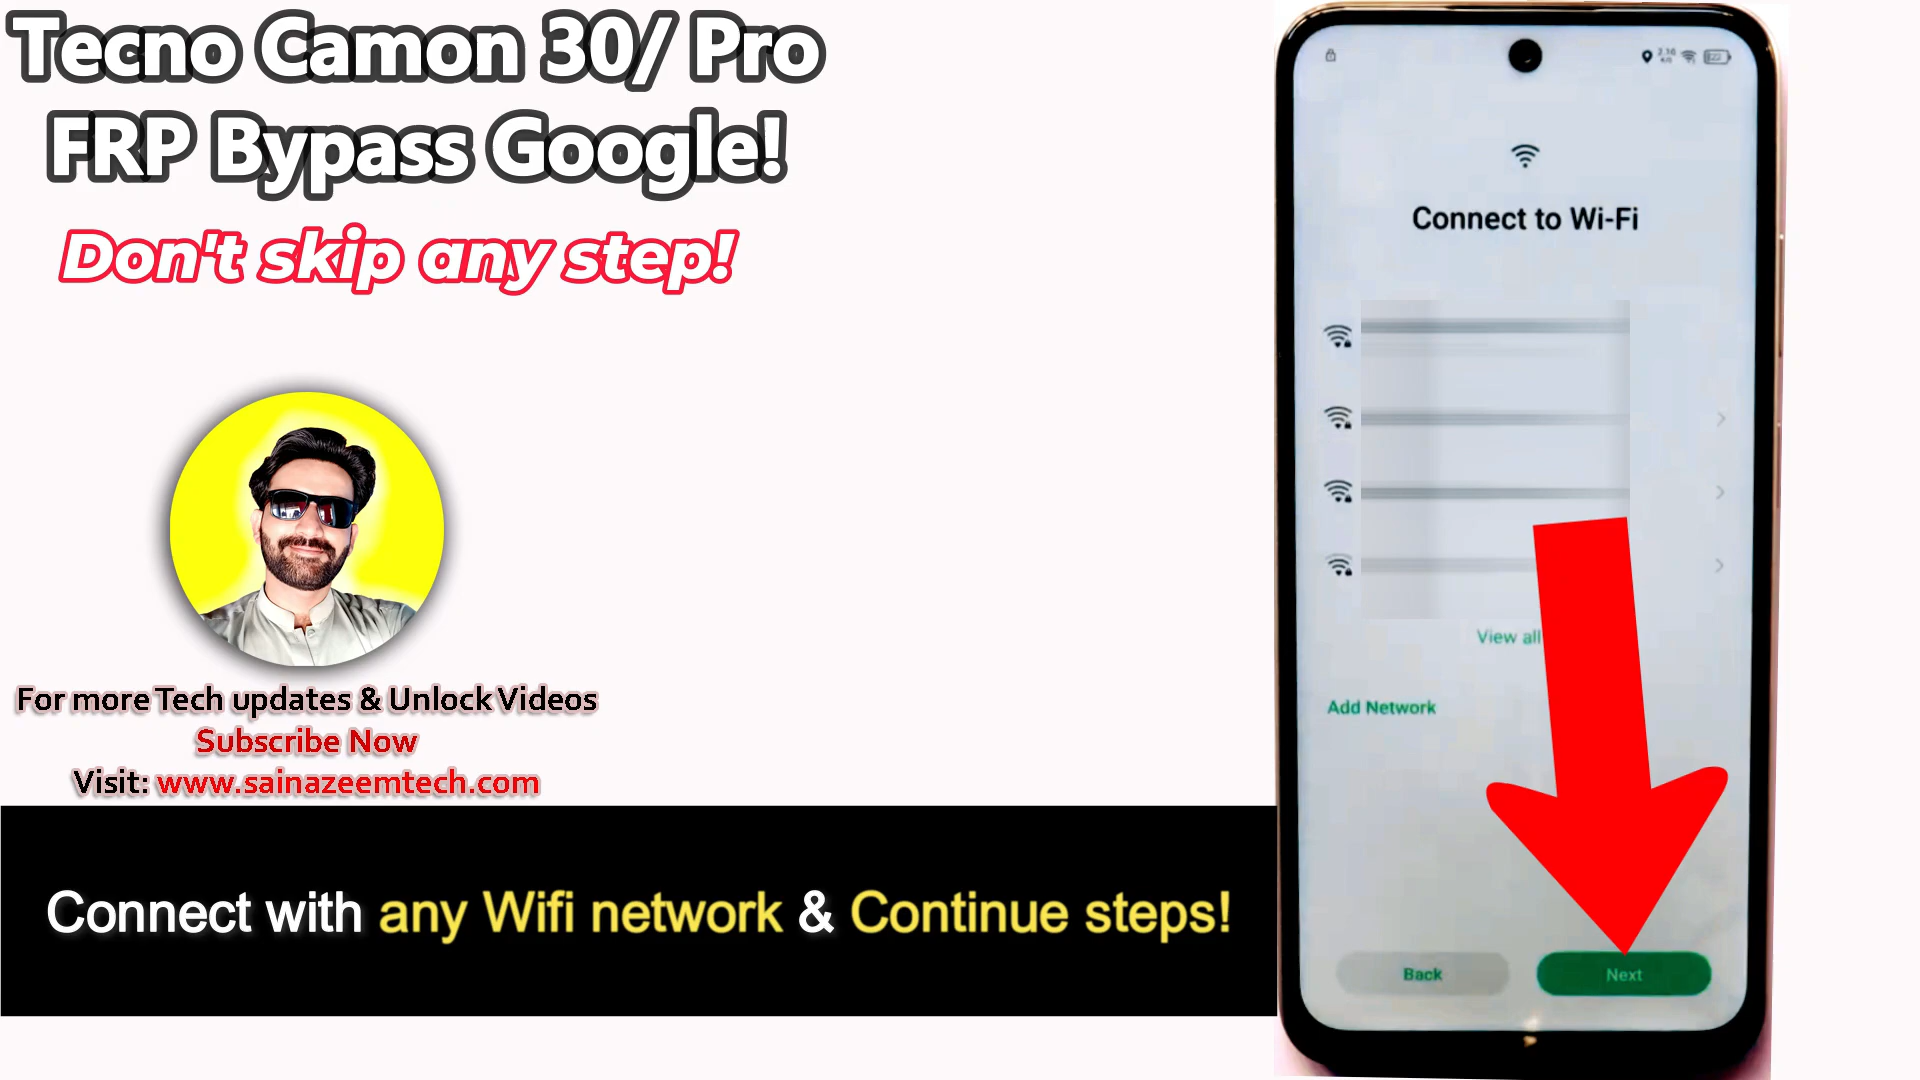 Tecno Camon 30/ Pro
FRP Bypass Google!
Don't skip any step!
For more Tech updates & Unlock Videos
Subscribe Now
Visit: www.sainazeemtech.com
Connect with any Wifi network & Continue steps!
Connect to Wi-Fi
View all
Add Network
Back
Next